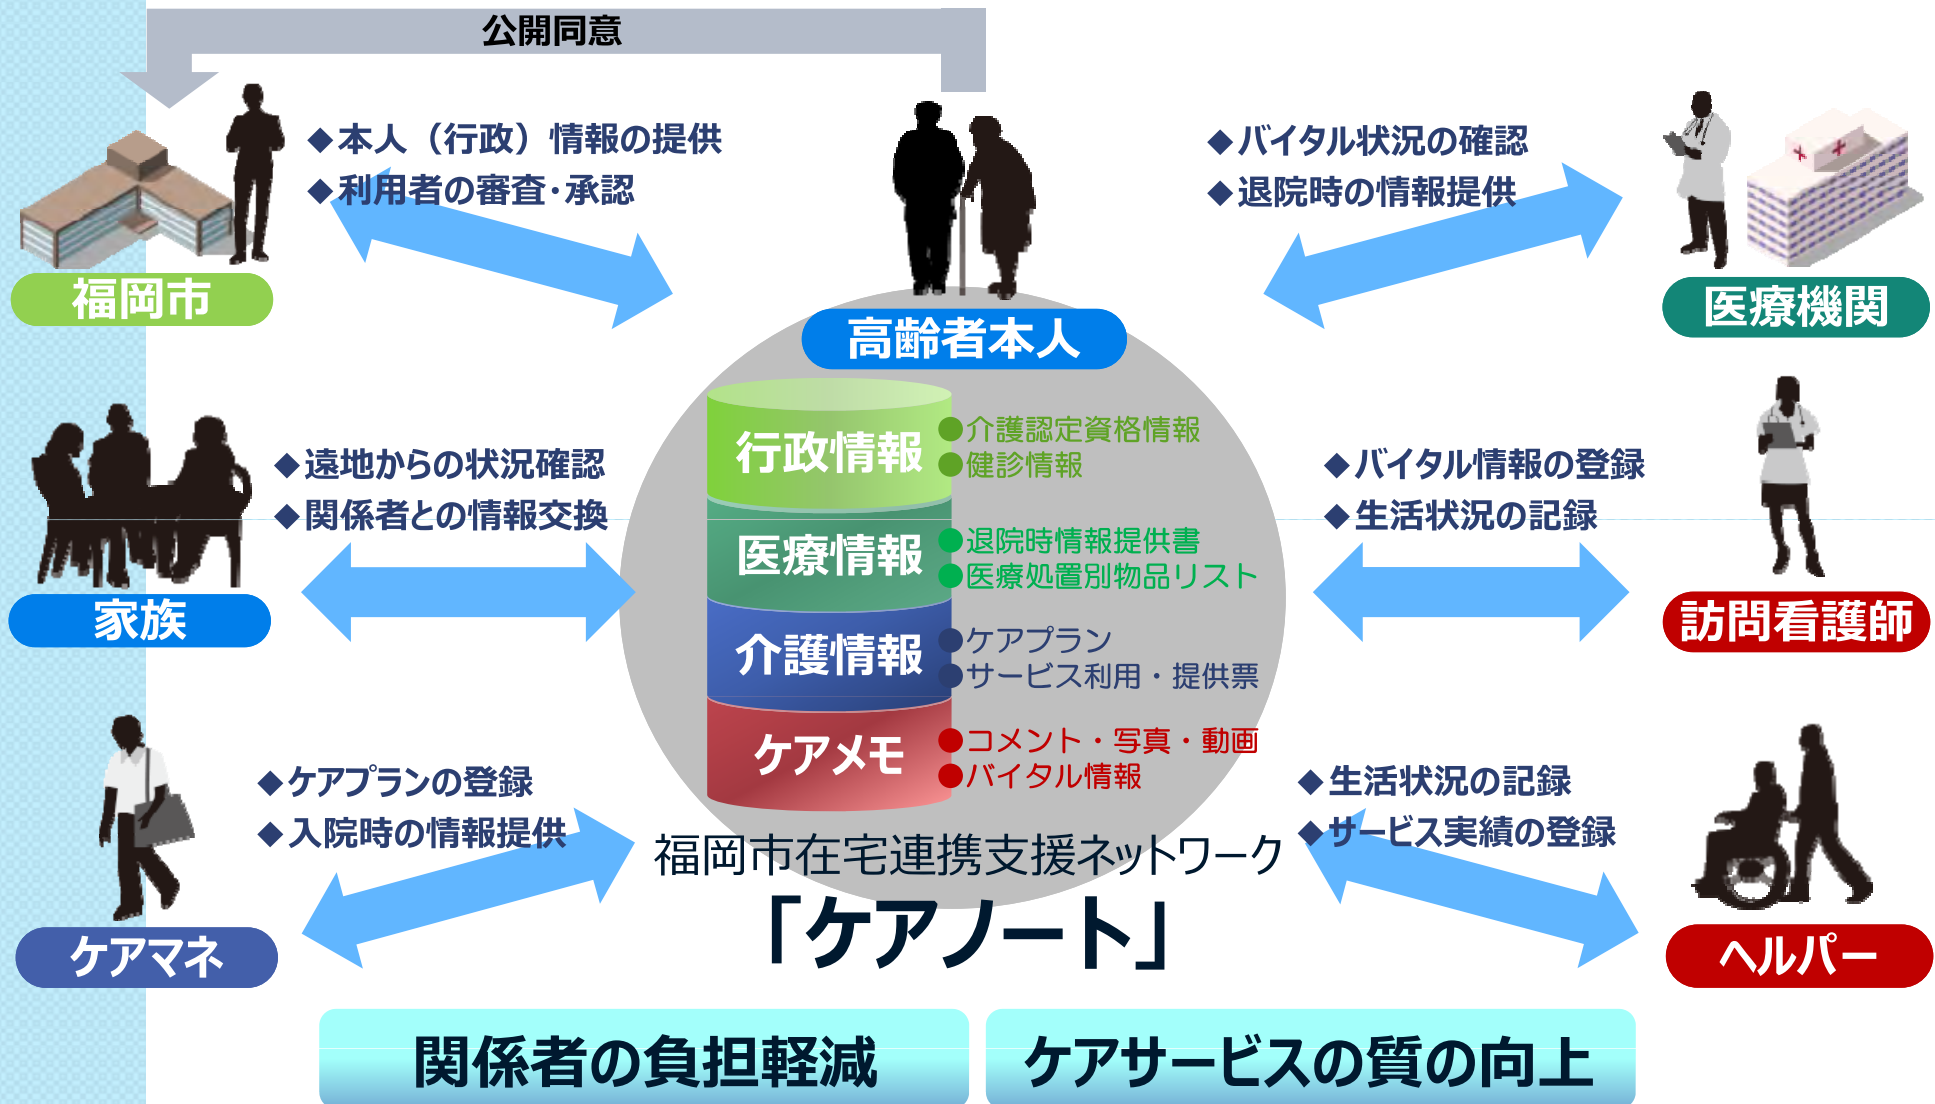 公開同意
◆本人（行政）情報の提供
◆利用者の審査・承認
福岡市
高齢者本人
◆バイタル状況の確認
◆退院時の情報提供
医療機関
◆遠地からの状況確認
◆関係者との情報交換
家族
行政情報
●介護認定資格情報
●健診情報
医療情報
●退院時情報提供書
●医療処置別物品リスト
介護情報
●ケアプラン
●サービス利用・提供票
ケアメモ
●コメント・写真・動画
●バイタル情報
◆バイタル情報の登録
◆生活状況の記録
訪問看護師
◆ケアプランの登録
◆入院時の情報提供
ケアマネ
福岡市在宅連携支援ネットワーク
「ケアノート」
◆生活状況の記録
◆サービス実績の登録
ヘルパー
関係者の負担軽減
ケアサービスの質の向上